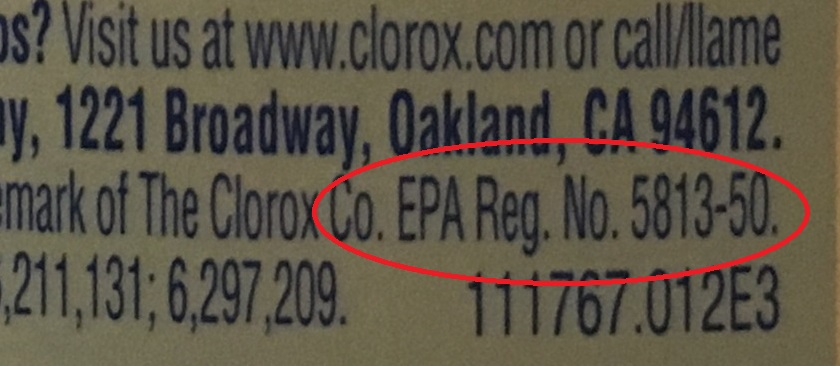 os? Visit us at www.clorox.com or call/llame
y, 1221 Broadway, Oakland, CA 94612.
emark of The Clorox Co. EPA Reg. No. 5813-50.
,211,131; 6,297,209. 111767.012E3